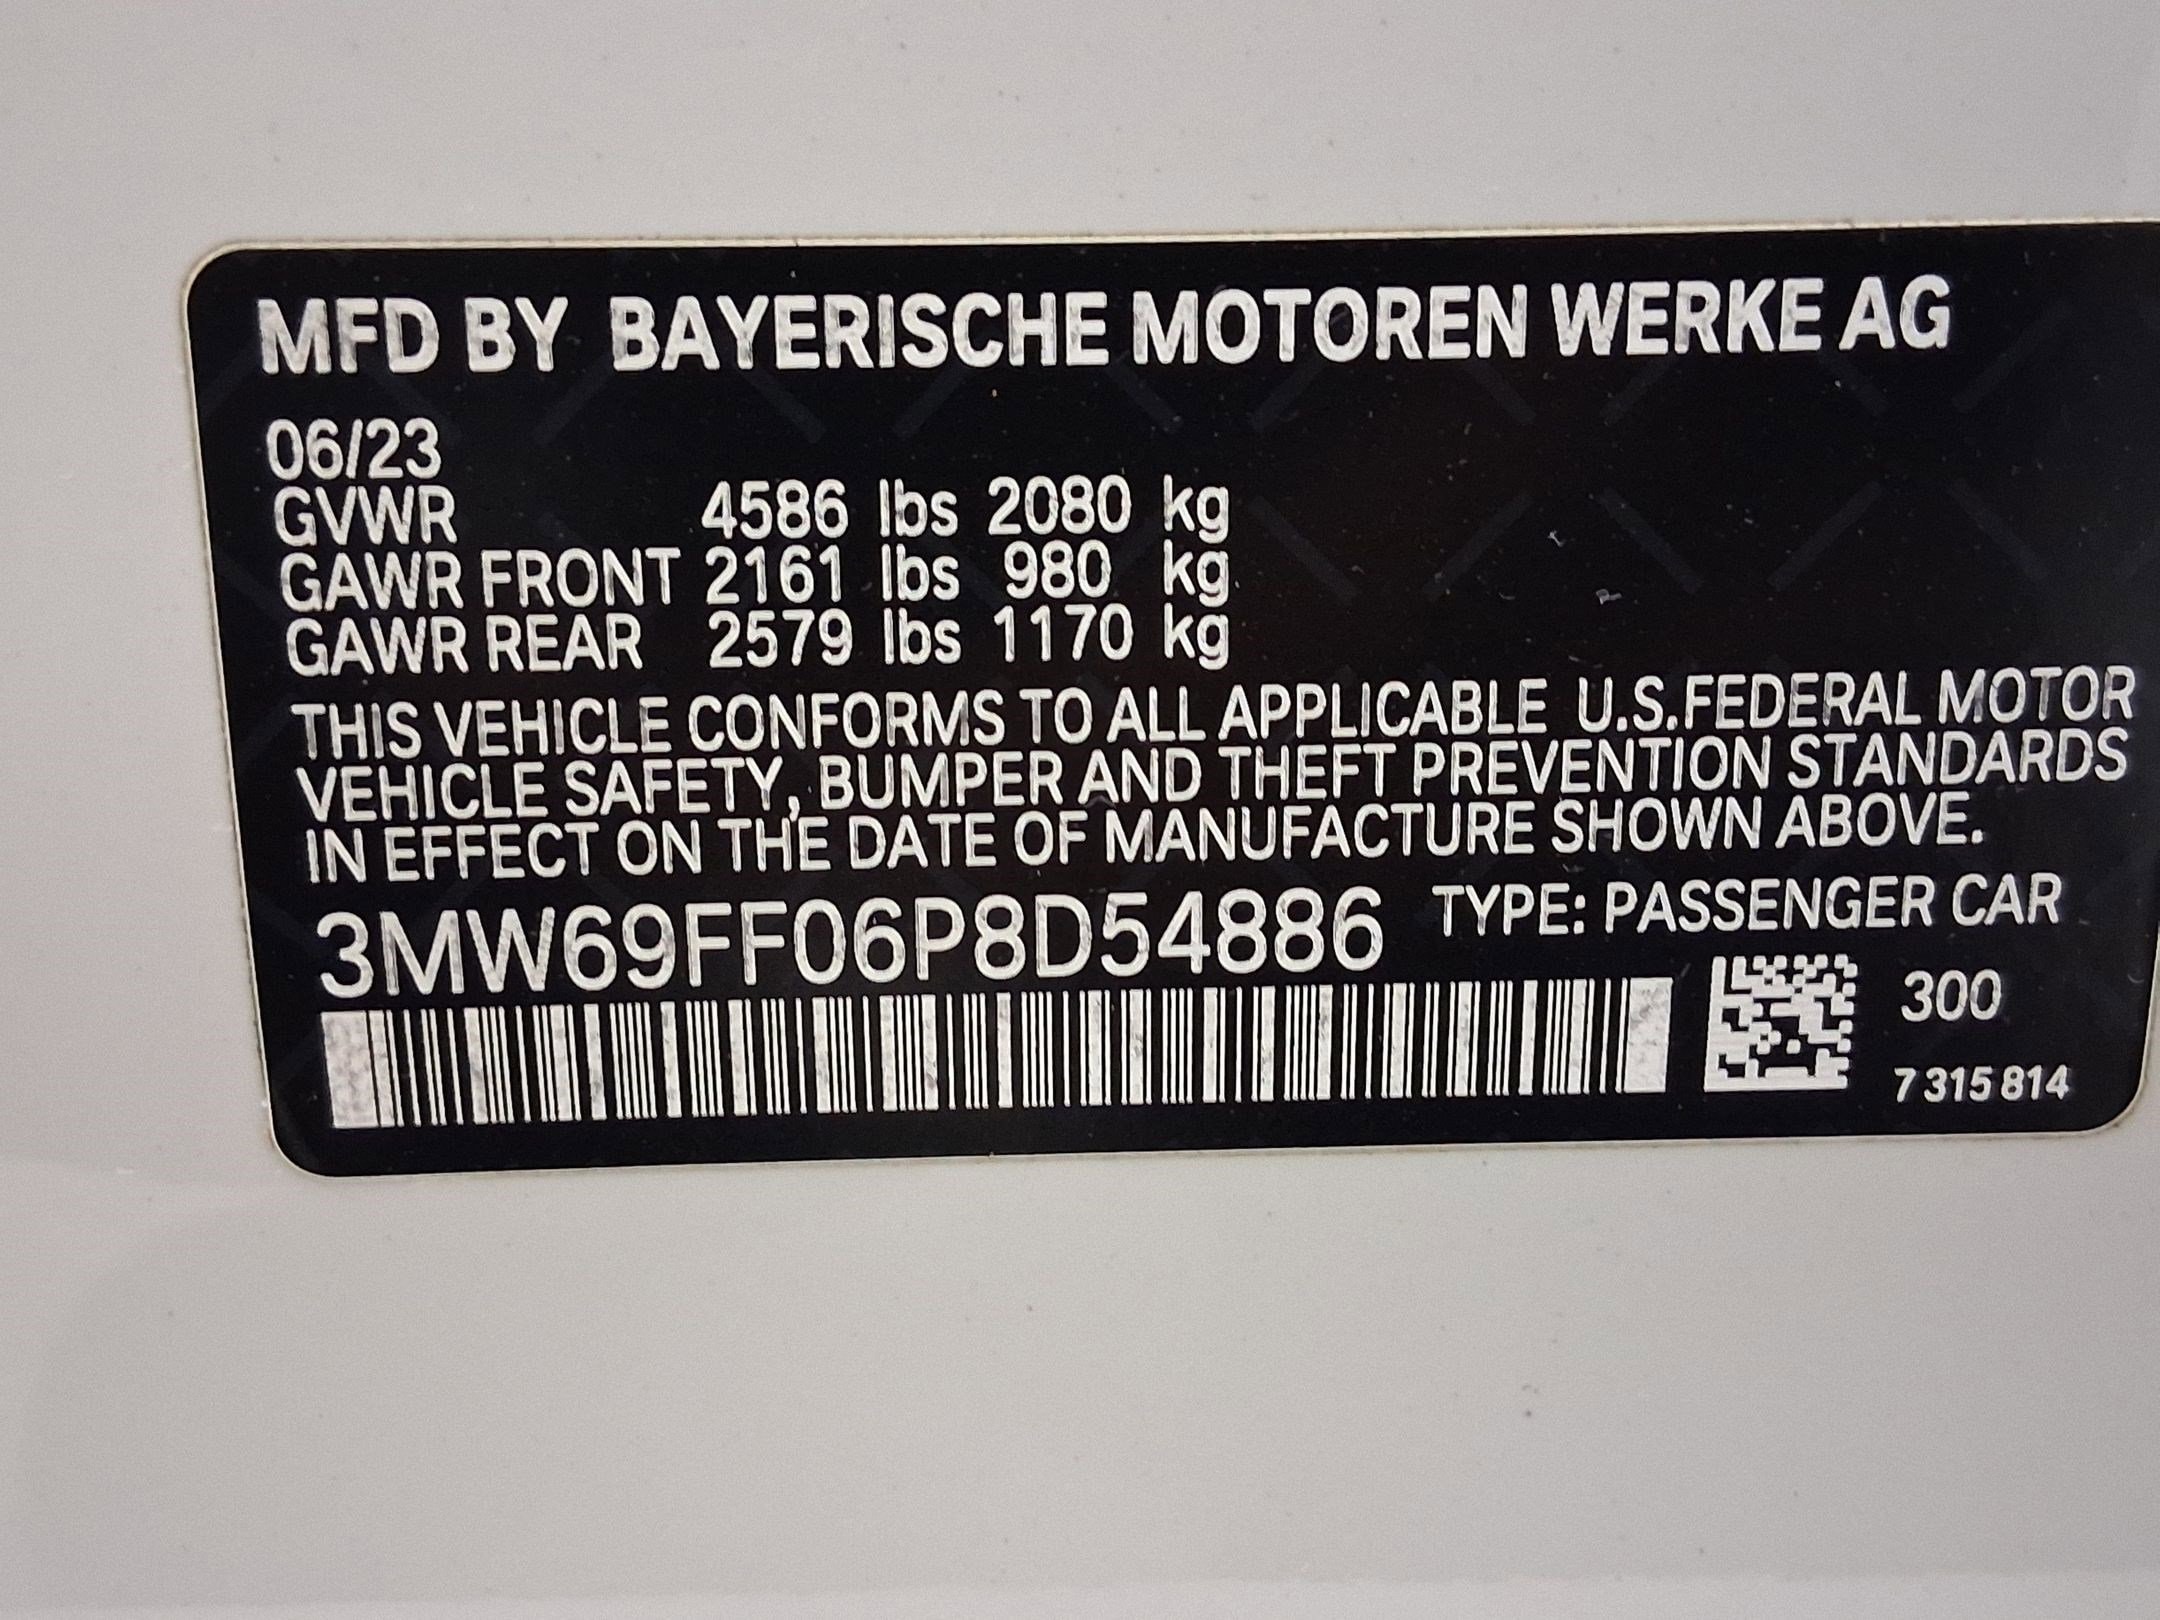 MFD BY BAYERISCHE MOTOREN WERKE AG
06/23
GVWR 4586 lbs 2080 kg
GAWR FRONT 2161 lbs 980 kg
GAWR REAR 2579 lbs 1170 kg
THIS VEHICLE CONFORMS TO ALL APPLICABLE U.S.FEDERAL MOTOR
VEHICLE SAFETY, BUMPER AND THEFT PREVENTION STANDARDS
IN EFFECT ON THE DATE OF MANUFACTURE SHOWN ABOVE.
3MW69FF06P8D54886 TYPE: PASSENGER CAR
300
7 315 814